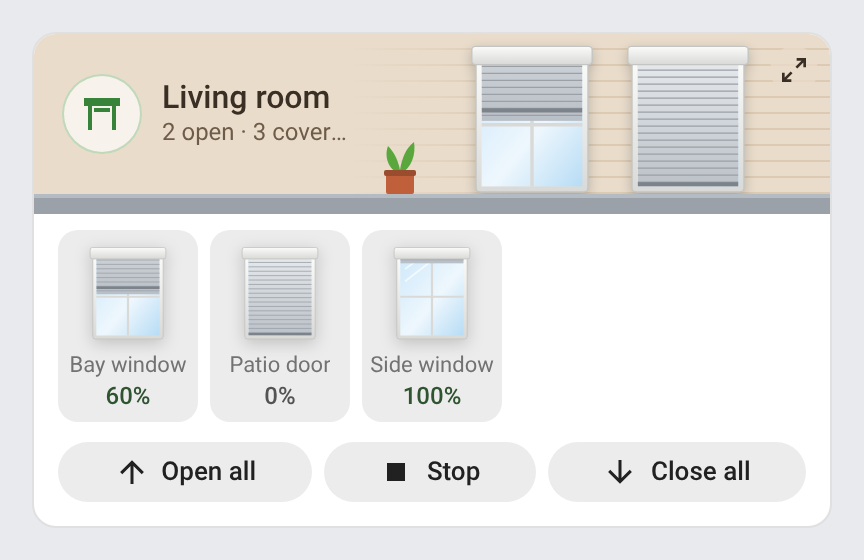 Living room
2 open · 3 cover…
Bay window
60%
Patio door
0%
Side window
100%
Open all
Stop
Close all